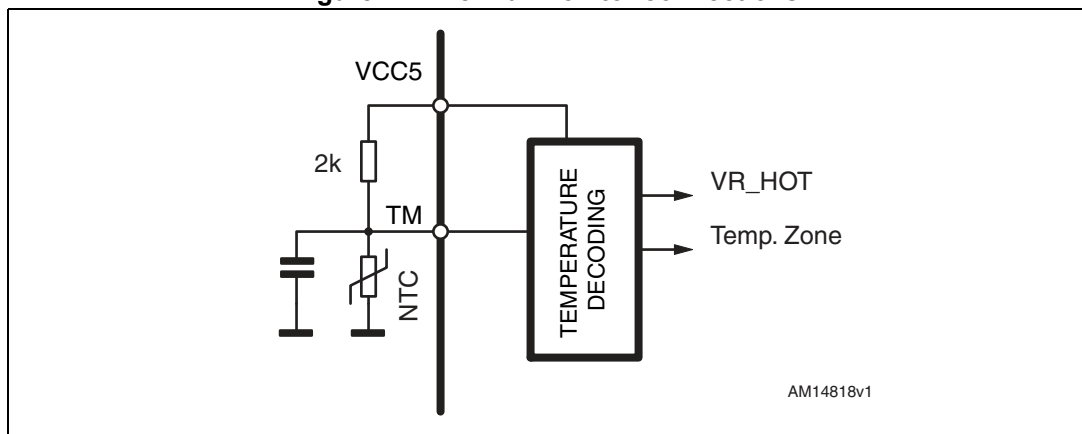 VCC5
2k
TM
NTC
TEMPERATURE
DECODING
VR_HOT
Temp. Zone
AM14818v1